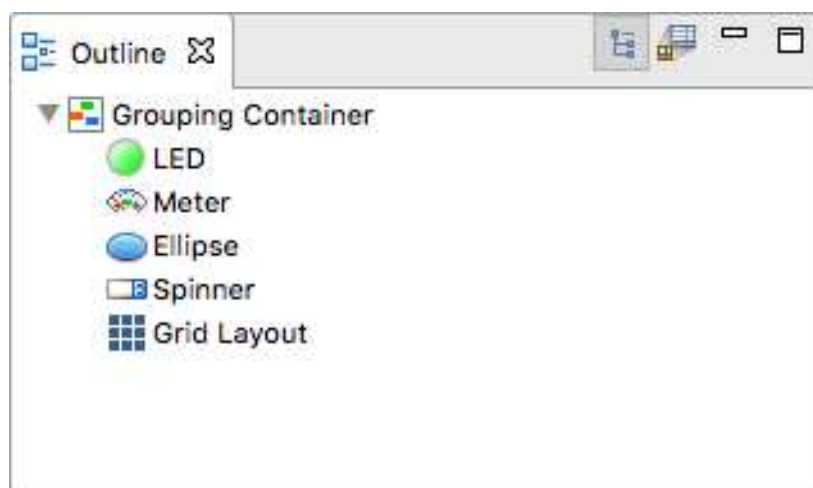 Outline
Grouping Container
LED
Meter
Ellipse
Spinner
Grid Layout